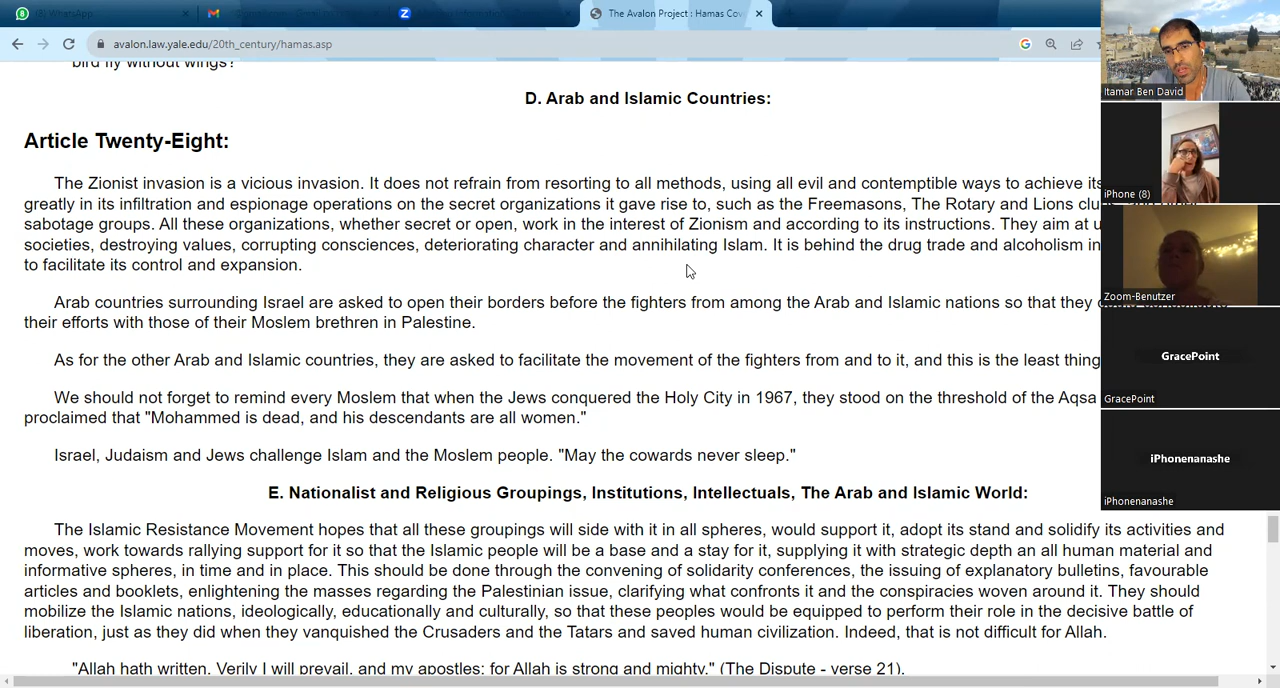 WhatsApp
The Avalon Project : Hamas Cov
avalon.law.yale.edu/20th_century/hamas.asp
bird fly without wings?
D. Arab and Islamic Countries:
Article Twenty-Eight:
The Zionist invasion is a vicious invasion. It does not refrain from resorting to all methods, using all evil and contemptible ways to achieve its
greatly in its infiltration and espionage operations on the secret organizations it gave rise to, such as the Freemasons, The Rotary and Lions
sabotage groups. All these organizations, whether secret or open, work in the interest of Zionism and according to its instructions. They aim at
societies, destroying values, corrupting consciences, deteriorating character and annihilating Islam. It is behind the drug trade and alcoholism in
to facilitate its control and expansion.
Arab countries surrounding Israel are asked to open their borders before the fighters from among the Arab and Islamic nations so that they
their efforts with those of their Moslem brethren in Palestine.
As for the other Arab and Islamic countries, they are asked to facilitate the movement of the fighters from and to it, and this is the least thing
We should not forget to remind every Moslem that when the Jews conquered the Holy City in 1967, they stood on the threshold of the Aqsa
proclaimed that "Mohammed is dead, and his descendants are all women."
Israel, Judaism and Jews challenge Islam and the Moslem people. "May the cowards never sleep."
E. Nationalist and Religious Groupings, Institutions, Intellectuals, The Arab and Islamic World:
The Islamic Resistance Movement hopes that all these groupings will side with it in all spheres, would support it, adopt its stand and solidify its activities and
moves, work towards rallying support for it so that the Islamic people will be a base and a stay for it, supplying it with strategic depth an all human material and
informative spheres, in time and in place. This should be done through the convening of solidarity conferences, the issuing of explanatory bulletins, favourable
articles and booklets, enlightening the masses regarding the Palestinian issue, clarifying what confronts it and the conspiracies woven around it. They should
mobilize the Islamic nations, ideologically, educationally and culturally, so that these peoples would be equipped to perform their role in the decisive battle of
liberation, just as they did when they vanquished the Crusaders and the Tatars and saved human civilization. Indeed, that is not difficult for Allah.
"Allah hath written, Verily I will prevail, and my apostles: for Allah is strong and mighty." (The Dispute - verse 21).
Itamar Ben David
iPhone (8)
Zoom-Benutzer
GracePoint
GracePoint
iPhonenanashe
iPhonenanashe